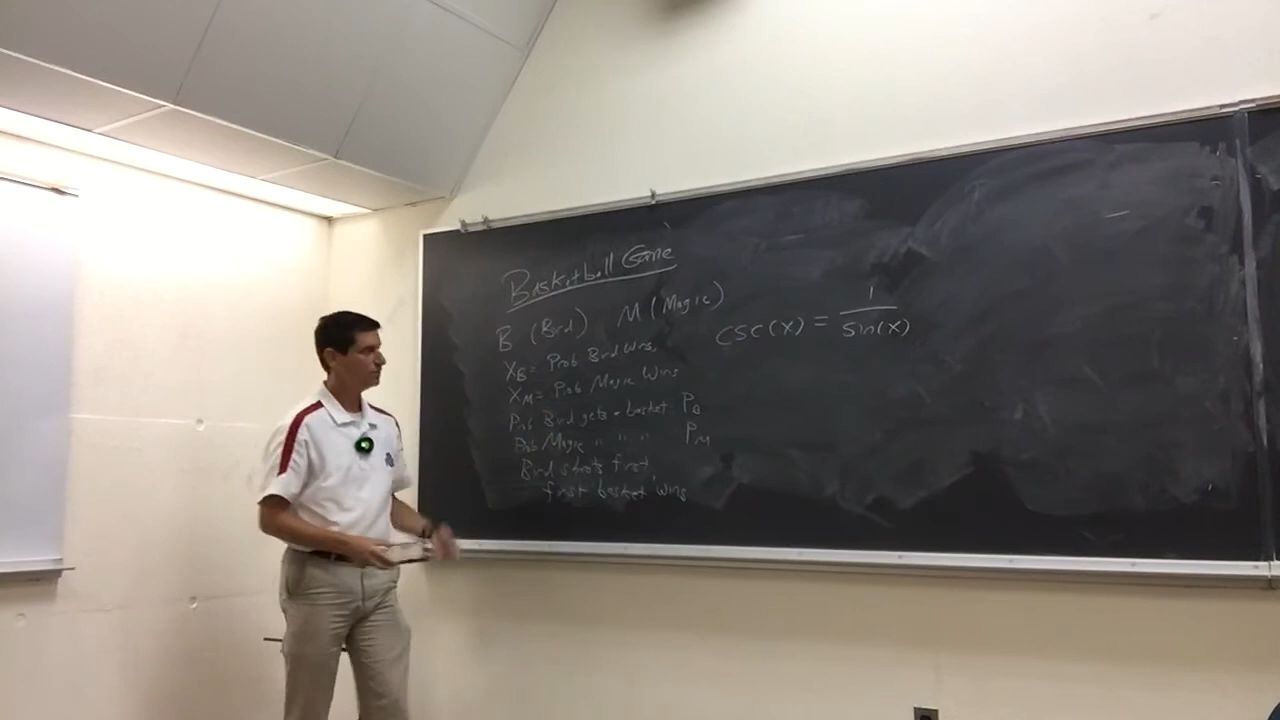 Basketball Game
B (Bird) M (Magic)
XB = Prob Bird wins,
XM = Prob Magic wins
Prob Bird gets a basket PB
Prob Magic " " " PM
Bird shoots first,
first basket wins
CSC(X) = 1/sin(x)